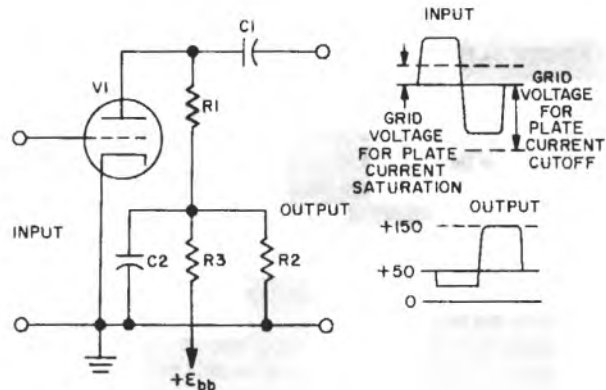 C1
V1
R1
INPUT
OUTPUT
C2
R3
R2
+Ebb
INPUT
GRID
VOLTAGE
FOR PLATE
CURRENT
SATURATION
GRID
VOLTAGE
FOR
PLATE
CURRENT
CUTOFF
OUTPUT
+150
+50
0